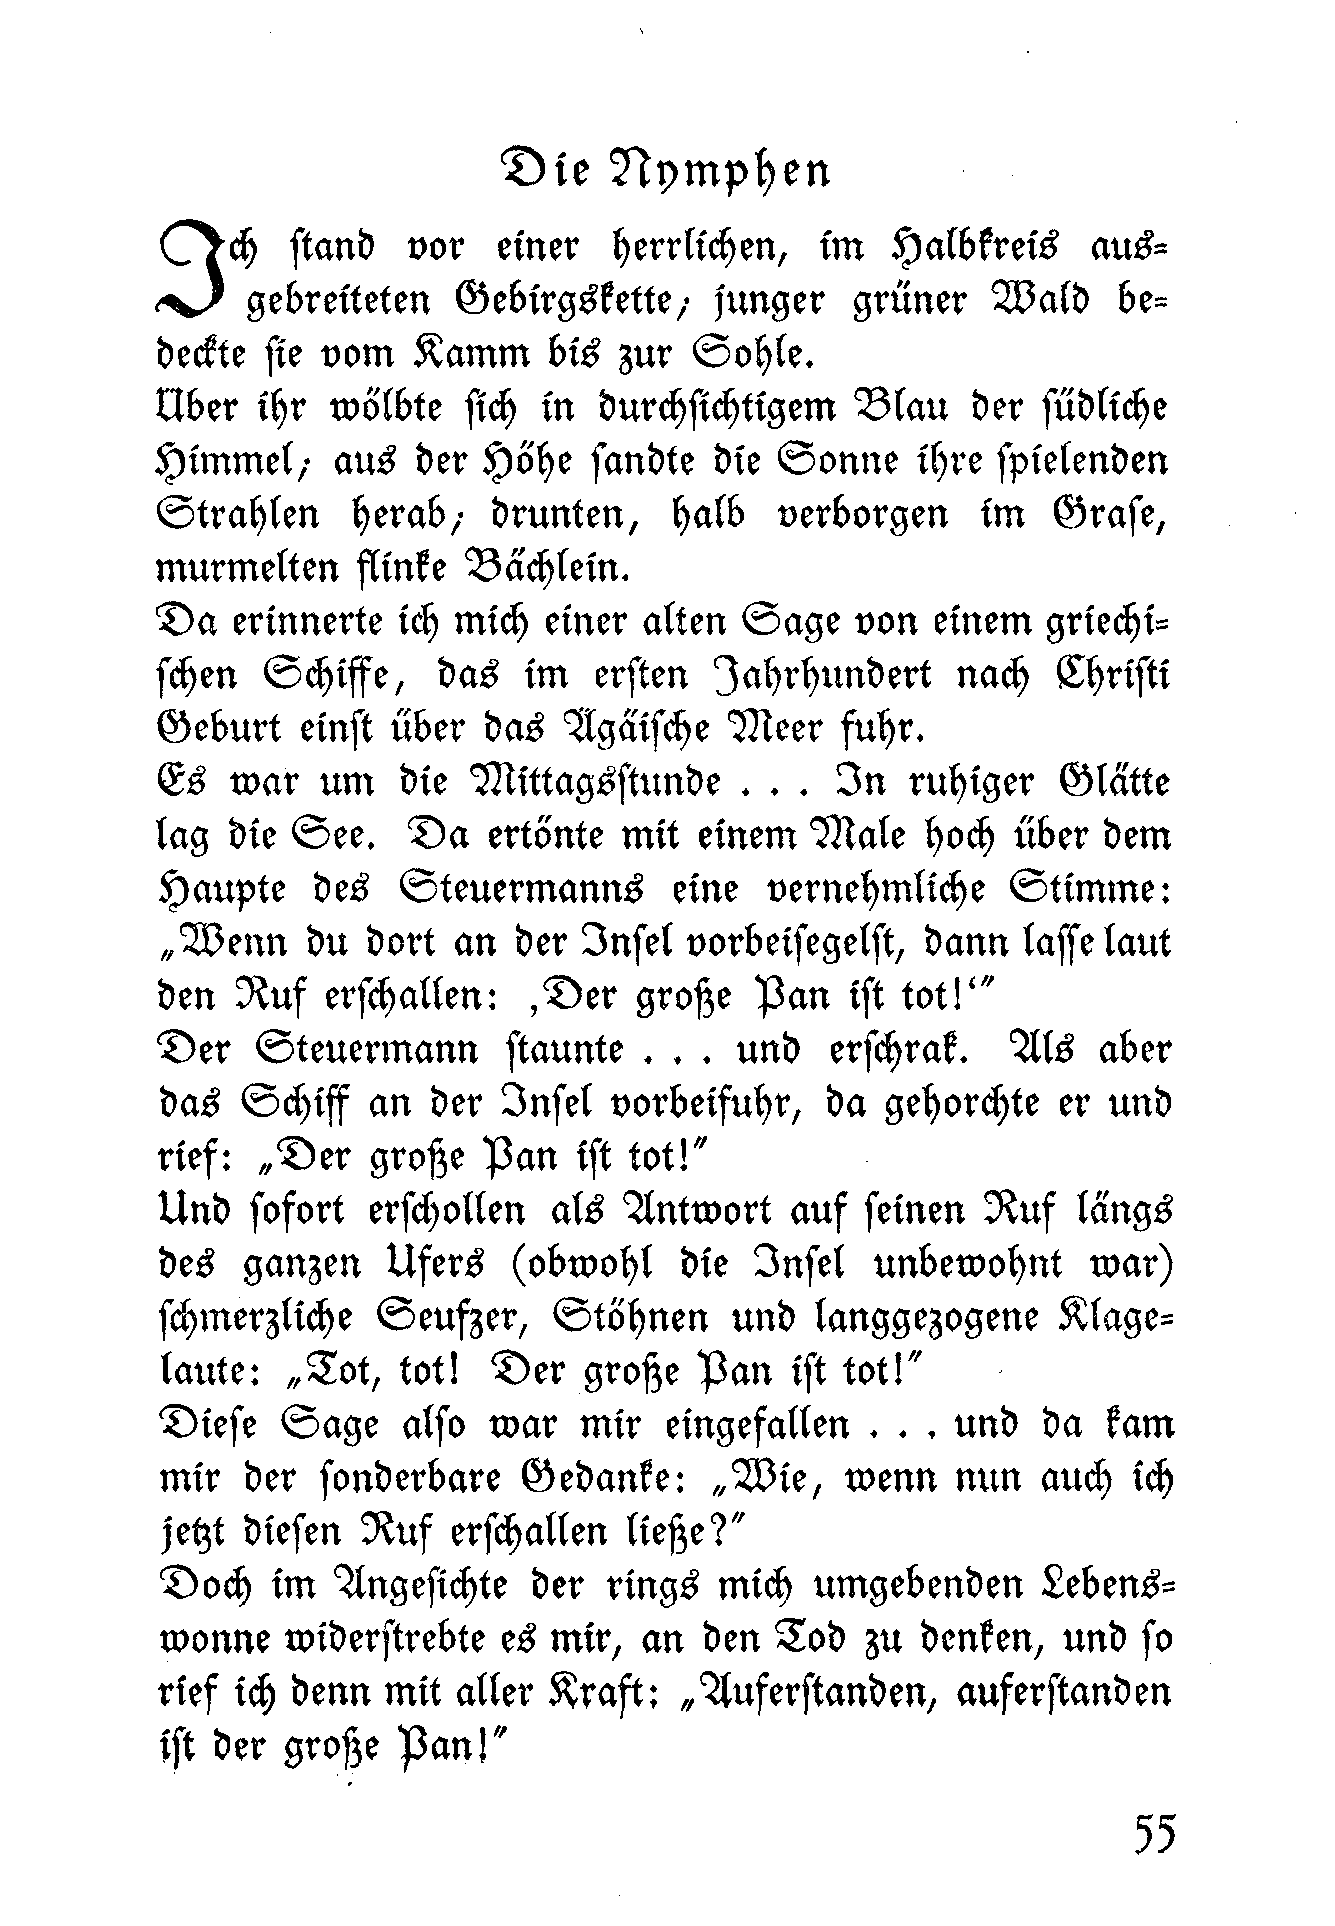 Die Nymphen
Ich stand vor einer herrlichen, im Halbkreis aus-
gebreiteten Gebirgskette; junger grüner Wald be-
deckte sie vom Kamm bis zur Sohle.
Über ihr wölbte sich in durchsichtigem Blau der südliche
Himmel; aus der Höhe sandte die Sonne ihre spielenden
Strahlen herab; drunten, halb verborgen im Grase,
murmelten flinke Bächlein.
Da erinnerte ich mich einer alten Sage von einem griechi-
schen Schiffe, das im ersten Jahrhundert nach Christi
Geburt einst über das Ägäische Meer fuhr.
Es war um die Mittagsstunde . . . In ruhiger Glätte
lag die See. Da ertönte mit einem Male hoch über dem
Haupte des Steuermanns eine vernehmliche Stimme:
„Wenn du dort an der Insel vorbeisegelst, dann lasse laut
den Ruf erschallen: ‚Der große Pan ist tot!‘“
Der Steuermann staunte . . . und erschrak. Als aber
das Schiff an der Insel vorbeifuhr, da gehorchte er und
rief: „Der große Pan ist tot!“
Und sofort erschollen als Antwort auf seinen Ruf längs
des ganzen Ufers (obwohl die Insel unbewohnt war)
schmerzliche Seufzer, Stöhnen und langgezogene Klage-
laute: „Tot, tot! Der große Pan ist tot!“
Diese Sage also war mir eingefallen . . . und da kam
mir der sonderbare Gedanke: „Wie, wenn nun auch ich
jetzt diesen Ruf erschallen ließe?“
Doch im Angesichte der rings mich umgebenden Lebens-
wonne widerstrebte es mir, an den Tod zu denken, und so
rief ich denn mit aller Kraft: „Auferstanden, auferstanden
ist der große Pan!“
55